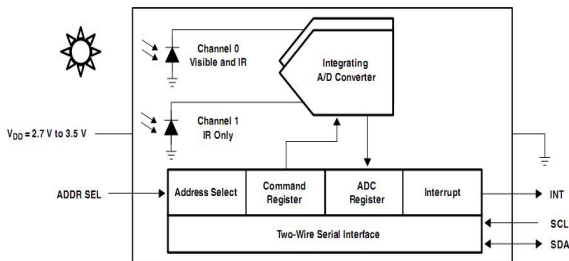 Channel 0
Visible and IR
Integrating
A/D Converter
Channel 1
IR Only
VDD = 2.7 V to 3.5 V
ADDR SEL
Address Select
Command
Register
ADC
Register
Interrupt
INT
SCL
Two-Wire Serial Interface
SDA